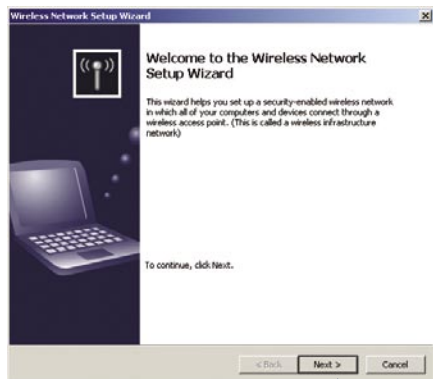 Wireless Network Setup Wizard
Welcome to the Wireless Network
Setup Wizard
This wizard helps you set up a security-enabled wireless network
in which all of your computers and devices connect through a
wireless access point. (This is called a wireless infrastructure
network)
To continue, click Next.
< Back Next > Cancel